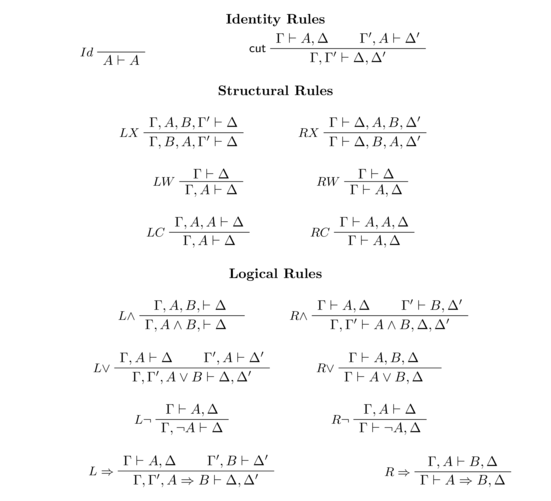 Identity Rules
Id
A ⊢ A
cut Γ ⊢ A, Δ Γ′, A ⊢ Δ′
Γ, Γ′ ⊢ Δ, Δ′
Structural Rules
LX Γ, A, B, Γ′ ⊢ Δ
Γ, B, A, Γ′ ⊢ Δ
RX Γ ⊢ Δ, A, B, Δ′
Γ ⊢ Δ, B, A, Δ′
LW Γ ⊢ Δ
Γ, A ⊢ Δ
RW Γ ⊢ Δ
Γ ⊢ A, Δ
LC Γ, A, A ⊢ Δ
Γ, A ⊢ Δ
RC Γ ⊢ A, A, Δ
Γ ⊢ A, Δ
Logical Rules
L∧ Γ, A, B, ⊢ Δ
Γ, A ∧ B, ⊢ Δ
R∧ Γ ⊢ A, Δ Γ′ ⊢ B, Δ′
Γ, Γ′ ⊢ A ∧ B, Δ, Δ′
L∨ Γ, A ⊢ Δ Γ′, A ⊢ Δ′
Γ, Γ′, A ∨ B ⊢ Δ, Δ′
R∨ Γ ⊢ A, B, Δ
Γ ⊢ A ∨ B, Δ
L¬ Γ ⊢ A, Δ
Γ, ¬A ⊢ Δ
R¬ Γ, A ⊢ Δ
Γ ⊢ ¬A, Δ
L ⇒ Γ ⊢ A, Δ Γ′, B ⊢ Δ′
Γ, Γ′, A ⇒ B ⊢ Δ, Δ′
R ⇒ Γ, A ⊢ B, Δ
Γ ⊢ A ⇒ B, Δ